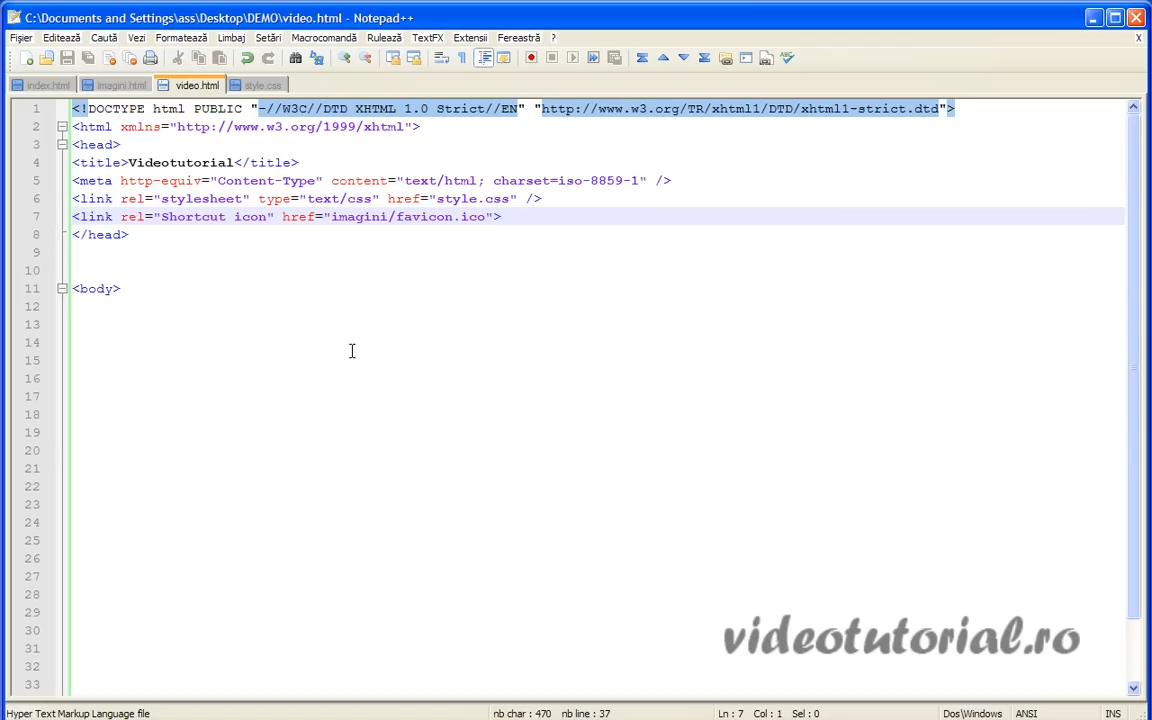 C:\Documents and Settings\ass\Desktop\DEMO\video.html - Notepad++
Fişier Editează Caută Vezi Formatează Limbaj Setări Macrocomandă Rulează TextFX Extensii Fereastră ? X
index.html imagini.html video.html style.css
1 <!DOCTYPE html PUBLIC "-//W3C//DTD XHTML 1.0 Strict//EN" "http://www.w3.org/TR/xhtml1/DTD/xhtml1-strict.dtd">
2 <html xmlns="http://www.w3.org/1999/xhtml">
3 <head>
4 <title>Videotutorial</title>
5 <meta http-equiv="Content-Type" content="text/html; charset=iso-8859-1" />
6 <link rel="stylesheet" type="text/css" href="style.css" />
7 <link rel="Shortcut icon" href="imagini/favicon.ico">
8 </head>
9
10
11 <body>
12
13
14
15
16
17
18
19
20
21
22
23
24
25
26
27
28
29
30
31
32
33
videotutorial.ro
Hyper Text Markup Language file nb char : 470 nb line : 37 Ln : 7 Col : 1 Sel : 0 Dos\Windows ANSI INS